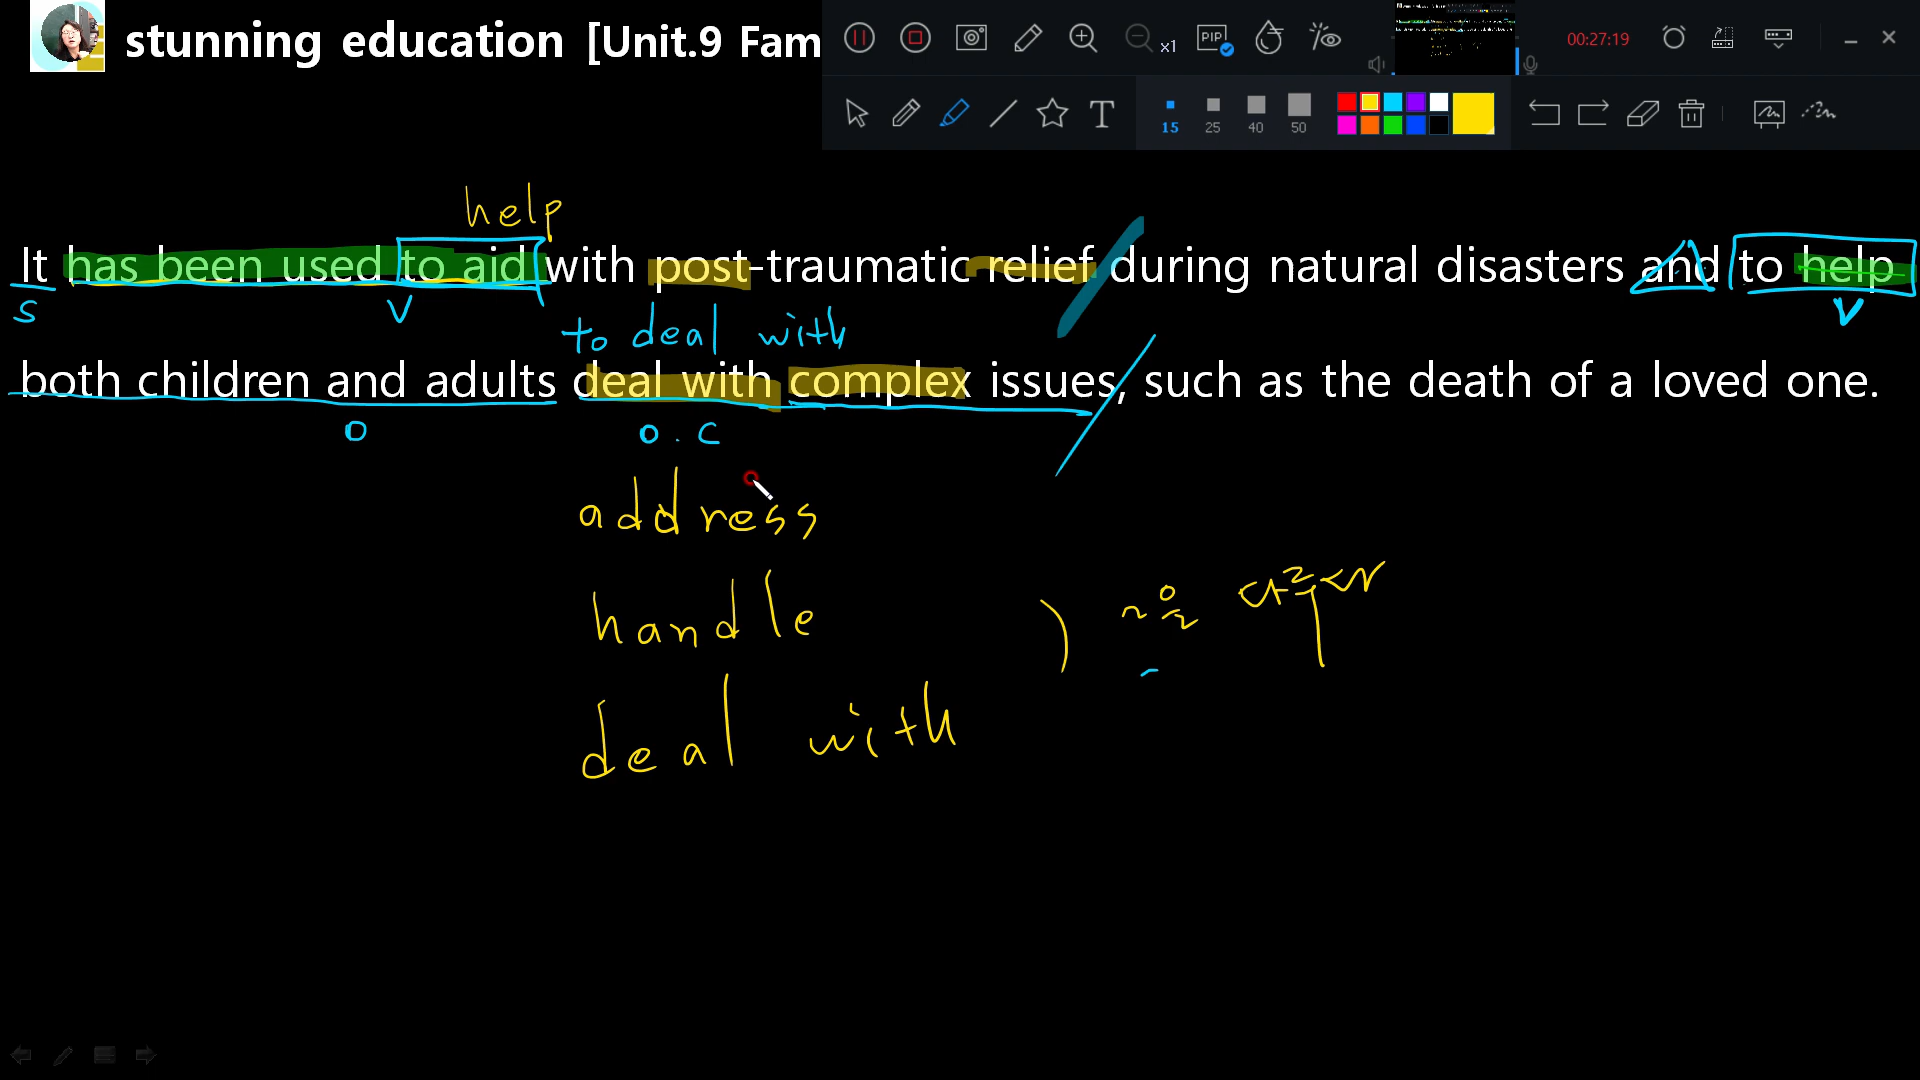 stunning education [Unit.9 Fam
x1
PIP
00:27:19
T
15 25 40 50
help
It has been used to aid with post-traumatic relief during natural disasters and to help
s v v
to deal with
both children and adults deal with complex issues, such as the death of a loved one.
o o.c
address
handle
deal with